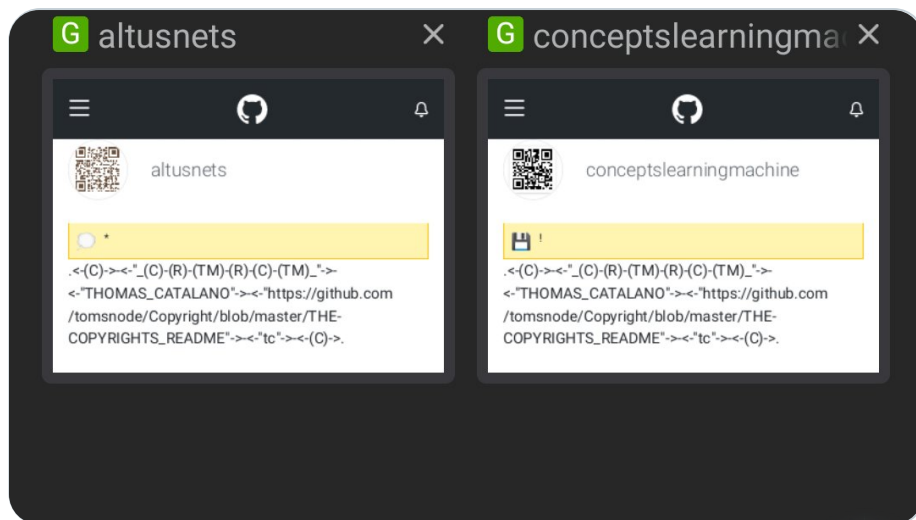 altusnets
conceptslearningma
altusnets
*
.<-(C)-><-"_(C)-(R)-(TM)-(R)-(C)-(TM)_"->-
<-"THOMAS_CATALANO"->-<-"https://github.com
/tomsnode/Copyright/blob/master/THE-
COPYRIGHTS_README"->-<-"tc"->-<-(C)->.
conceptslearningmachine
!
.<-(C)-><-"_(C)-(R)-(TM)-(R)-(C)-(TM)_"->-
<-"THOMAS_CATALANO"->-<-"https://github.com
/tomsnode/Copyright/blob/master/THE-
COPYRIGHTS_README"->-<-"tc"->-<-(C)->.